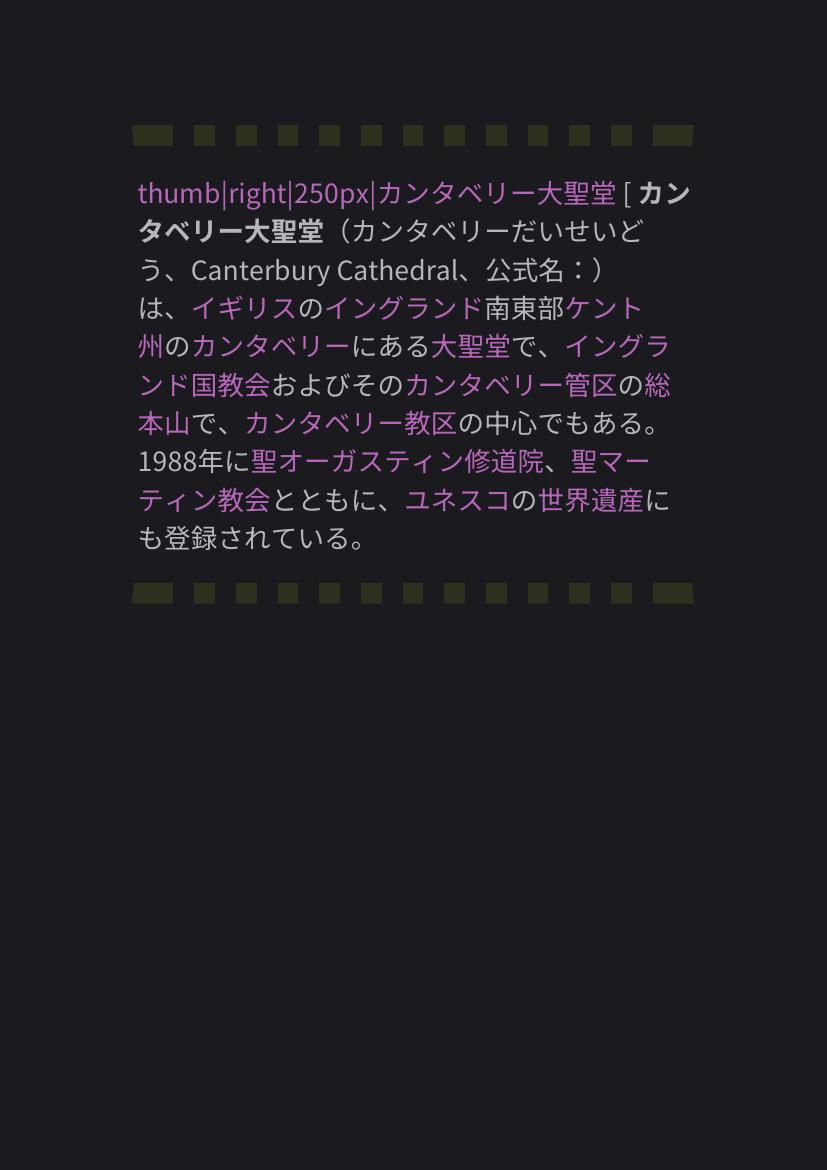 thumb|right|250px|カンタベリー大聖堂 [ カン
タベリー大聖堂（カンタベリーだいせいど
う、Canterbury Cathedral、公式名：）
は、イギリスのイングランド南東部ケント
州のカンタベリーにある大聖堂で、イングラ
ンド国教会およびそのカンタベリー管区の総
本山で、カンタベリー教区の中心でもある。
1988年に聖オーガスティン修道院、聖マー
ティン教会とともに、ユネスコの世界遺産に
も登録されている。